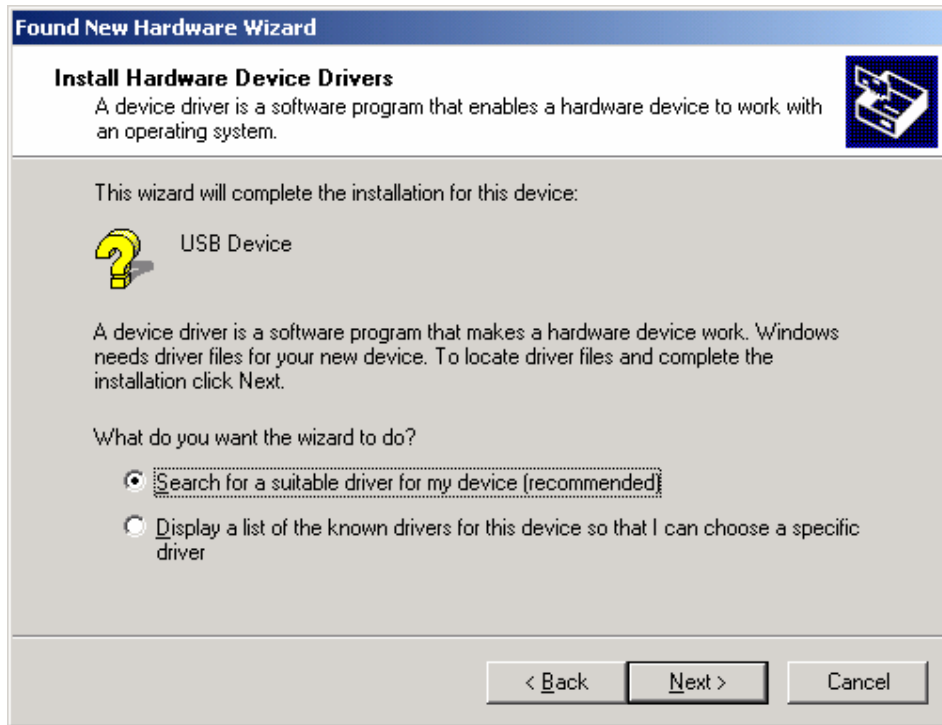 Found New Hardware Wizard
Install Hardware Device Drivers
A device driver is a software program that enables a hardware device to work with
an operating system.
This wizard will complete the installation for this device:
USB Device
A device driver is a software program that makes a hardware device work. Windows
needs driver files for your new device. To locate driver files and complete the
installation click Next.
What do you want the wizard to do?
Search for a suitable driver for my device (recommended)
Display a list of the known drivers for this device so that I can choose a specific
driver
< Back
Next >
Cancel